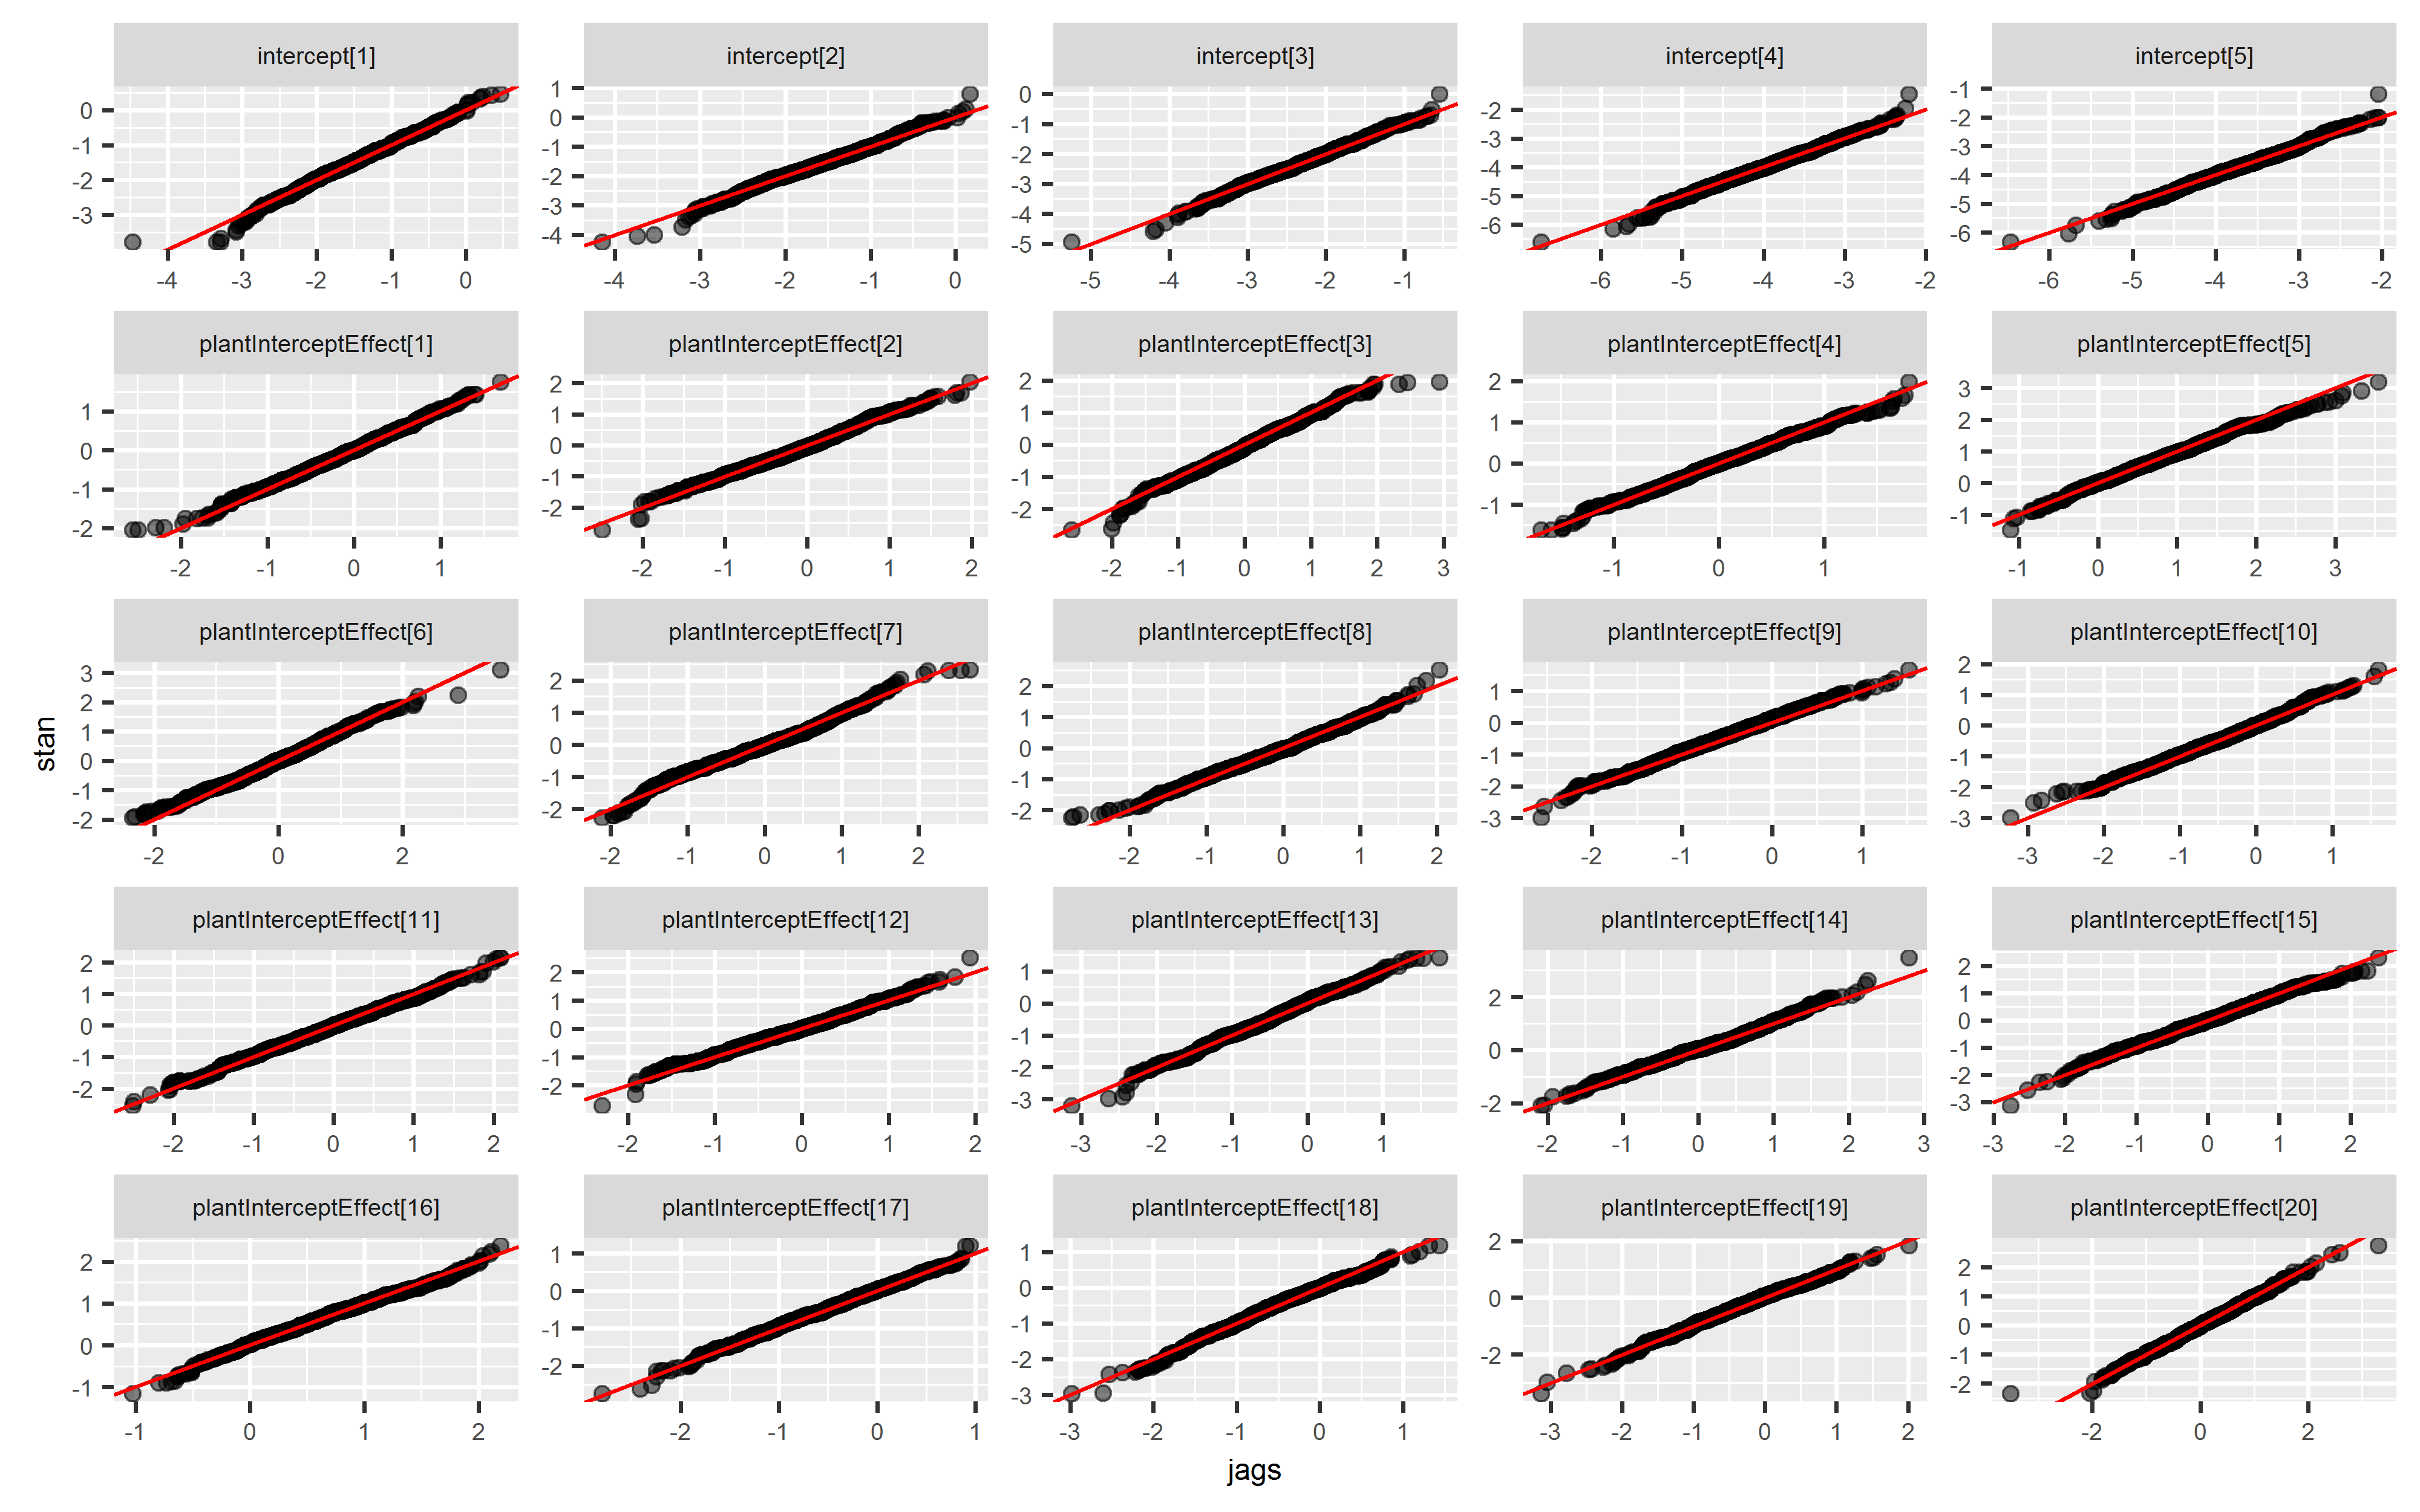 intercept[1] intercept[2] intercept[3] intercept[4] intercept[5]
0 -1 -2 -3
1 0 -1 -2 -3 -4
0 -1 -2 -3 -4 -5
-2 -3 -4 -5 -6
-1 -2 -3 -4 -5 -6
-4 -3 -2 -1 0
-4 -3 -2 -1 0
-5 -4 -3 -2 -1
-6 -5 -4 -3 -2
-6 -5 -4 -3 -2
plantInterceptEffect[1] plantInterceptEffect[2] plantInterceptEffect[3] plantInterceptEffect[4] plantInterceptEffect[5]
1 0 -1 -2
2 1 0 -1 -2
2 1 0 -1 -2
2 1 0 -1
3 2 1 0 -1
-2 -1 0 1
-2 -1 0 1 2
-2 -1 0 1 2 3
-1 0 1
-1 0 1 2 3
plantInterceptEffect[6] plantInterceptEffect[7] plantInterceptEffect[8] plantInterceptEffect[9] plantInterceptEffect[10]
3 2 1 0 -1 -2
2 1 0 -1 -2
2 1 0 -1 -2
1 0 -1 -2 -3
2 1 0 -1 -2 -3
-2 0 2
-2 -1 0 1 2
-2 -1 0 1 2
-2 -1 0 1
-3 -2 -1 0 1
plantInterceptEffect[11] plantInterceptEffect[12] plantInterceptEffect[13] plantInterceptEffect[14] plantInterceptEffect[15]
2 1 0 -1 -2
2 1 0 -1 -2
1 0 -1 -2 -3
2 0 -2
2 1 0 -1 -2 -3
-2 -1 0 1 2
-2 -1 0 1 2
-3 -2 -1 0 1
-2 -1 0 1 2 3
-3 -2 -1 0 1 2
plantInterceptEffect[16] plantInterceptEffect[17] plantInterceptEffect[18] plantInterceptEffect[19] plantInterceptEffect[20]
2 1 0 -1
1 0 -1 -2
1 0 -1 -2 -3
2 0 -2
2 1 0 -1 -2
-1 0 1 2
-2 -1 0 1
-3 -2 -1 0 1
-3 -2 -1 0 1 2
-2 0 2
stan
jags